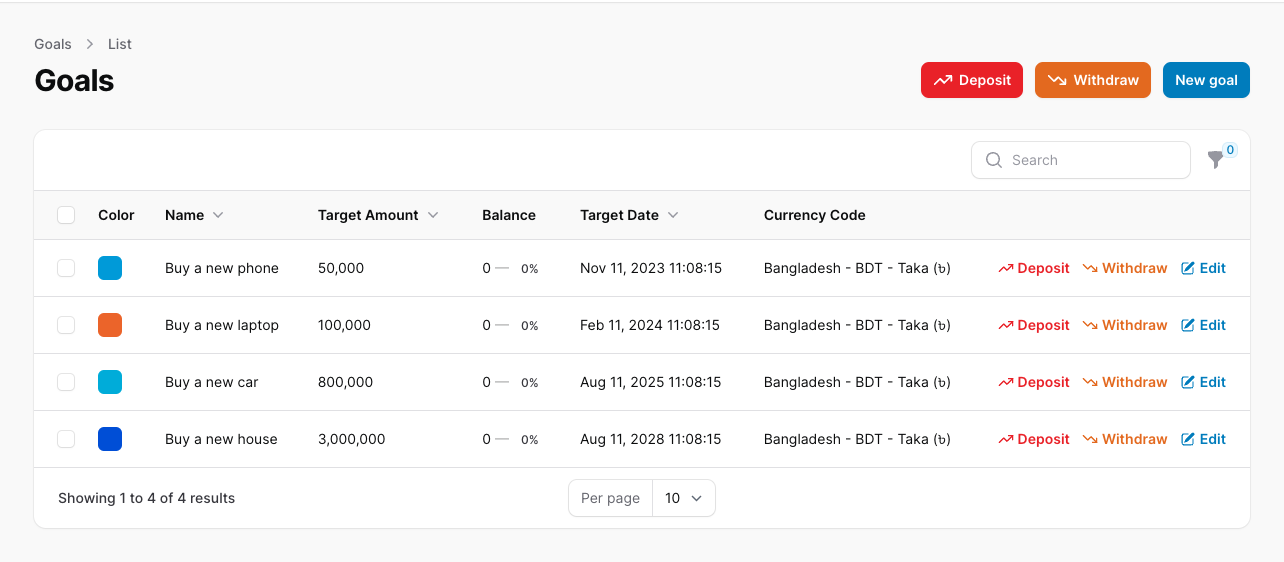 Goals > List
Goals
Deposit Withdraw New goal
Search 0
Color Name Target Amount Balance Target Date Currency Code
Buy a new phone 50,000 0 — 0% Nov 11, 2023 11:08:15 Bangladesh - BDT - Taka (৳) Deposit Withdraw Edit
Buy a new laptop 100,000 0 — 0% Feb 11, 2024 11:08:15 Bangladesh - BDT - Taka (৳) Deposit Withdraw Edit
Buy a new car 800,000 0 — 0% Aug 11, 2025 11:08:15 Bangladesh - BDT - Taka (৳) Deposit Withdraw Edit
Buy a new house 3,000,000 0 — 0% Aug 11, 2028 11:08:15 Bangladesh - BDT - Taka (৳) Deposit Withdraw Edit
Showing 1 to 4 of 4 results Per page 10